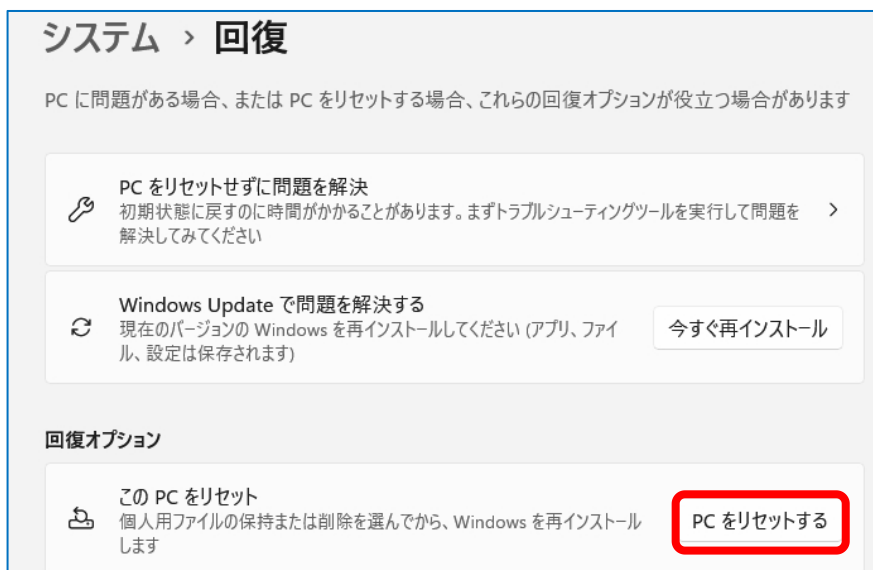 システム › 回復
PC に問題がある場合、または PC をリセットする場合、これらの回復オプションが役立つ場合があります
PC をリセットせずに問題を解決
初期状態に戻すのに時間がかかることがあります。まずトラブルシューティングツールを実行して問題を
解決してみてください
Windows Update で問題を解決する
現在のバージョンの Windows を再インストールしてください (アプリ、ファイ
ル、設定は保存されます)
今すぐ再インストール
回復オプション
この PC をリセット
個人用ファイルの保持または削除を選んでから、Windows を再インストール
します
PC をリセットする